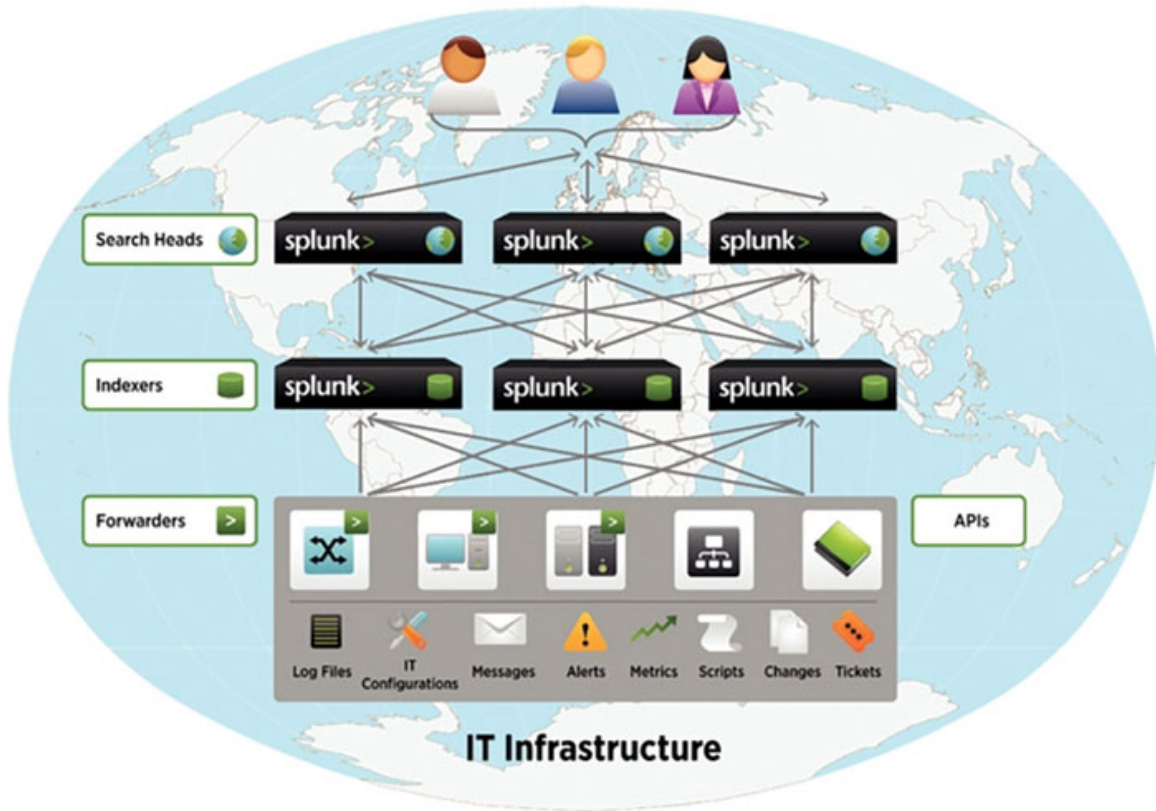 Search Heads
splunk>
splunk>
splunk>
Indexers
splunk>
splunk>
splunk>
Forwarders
>
>
>
>
APIs
Log Files
IT
Configurations
Messages
Alerts
Metrics
Scripts
Changes
Tickets
IT Infrastructure